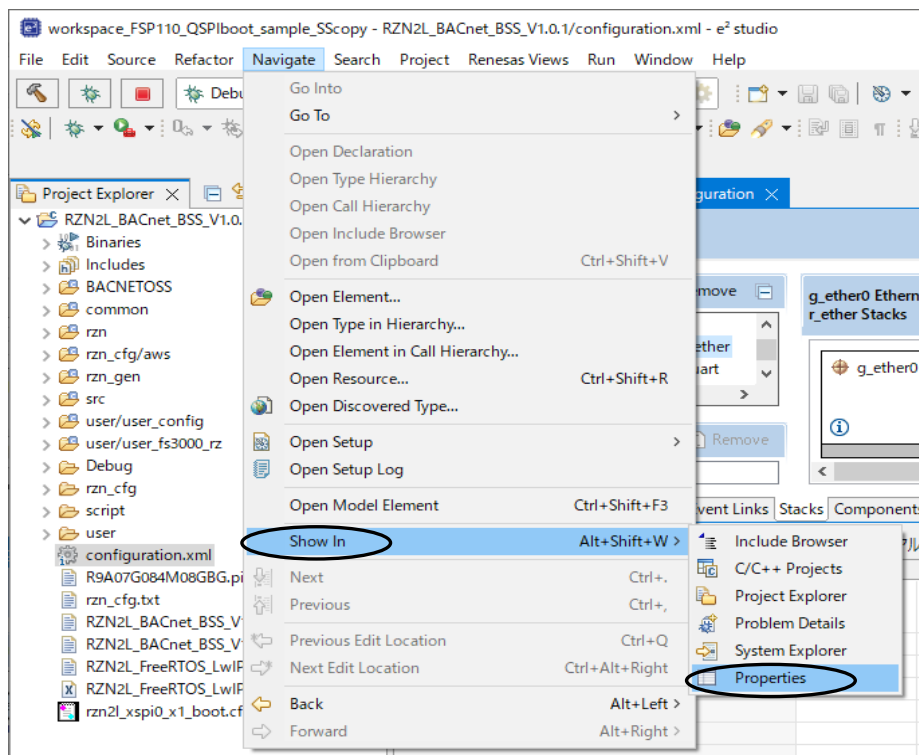 workspace_FSP110_QSPIboot_sample_SScopy - RZN2L_BACnet_BSS_V1.0.1/configuration.xml - e² studio
File Edit Source Refactor Navigate Search Project Renesas Views Run Window Help
Debu
Project Explorer
RZN2L_BACnet_BSS_V1.0.
Binaries
Includes
BACNETOSS
common
rzn
rzn_cfg/aws
rzn_gen
src
user/user_config
user/user_fs3000_rz
Debug
rzn_cfg
script
user
configuration.xml
R9A07G084M08GBG.pi
rzn_cfg.txt
RZN2L_BACnet_BSS_V
RZN2L_BACnet_BSS_V
RZN2L_FreeRTOS_LwIP
RZN2L_FreeRTOS_LwIP
rzn2l_xspi0_x1_boot.cf
Go Into
Go To
Open Declaration
Open Type Hierarchy
Open Call Hierarchy
Open Include Browser
Open from Clipboard Ctrl+Shift+V
Open Element...
Open Type in Hierarchy...
Open Element in Call Hierarchy...
Open Resource... Ctrl+Shift+R
Open Discovered Type...
Open Setup
Open Setup Log
Open Model Element Ctrl+Shift+F3
Show In Alt+Shift+W
Next Ctrl+.
Previous Ctrl+,
Previous Edit Location Ctrl+Q
Next Edit Location Ctrl+Alt+Right
Back Alt+Left
Forward Alt+Right
Include Browser
C/C++ Projects
Project Explorer
Problem Details
System Explorer
Properties
guration
move
ether
art
Remove
g_ether0 Ethern
r_ether Stacks
g_ether0
vent Links Stacks Components